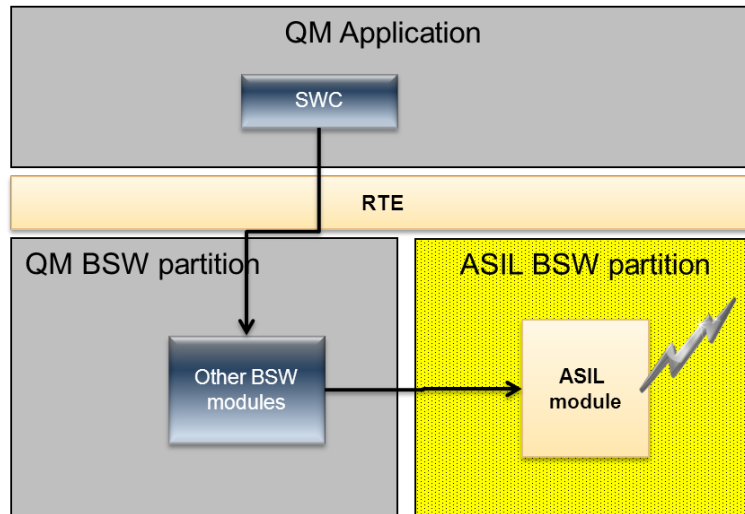 QM Application
SWC
RTE
QM BSW partition
ASIL BSW partition
Other BSW
modules
ASIL
module